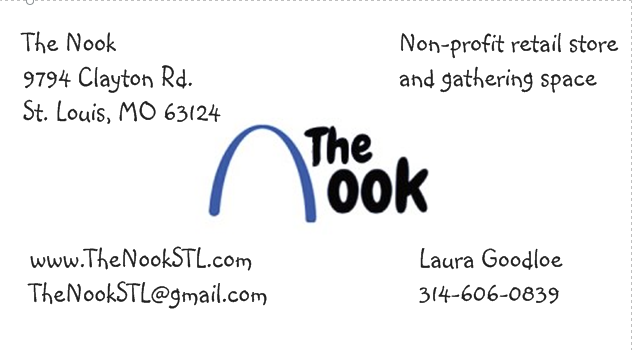 The Nook
9794 Clayton Rd.
St. Louis, MO 63124
Non-profit retail store
and gathering space
The
ook
www.TheNookSTL.com
TheNookSTL@gmail.com
Laura Goodloe
314-606-0839